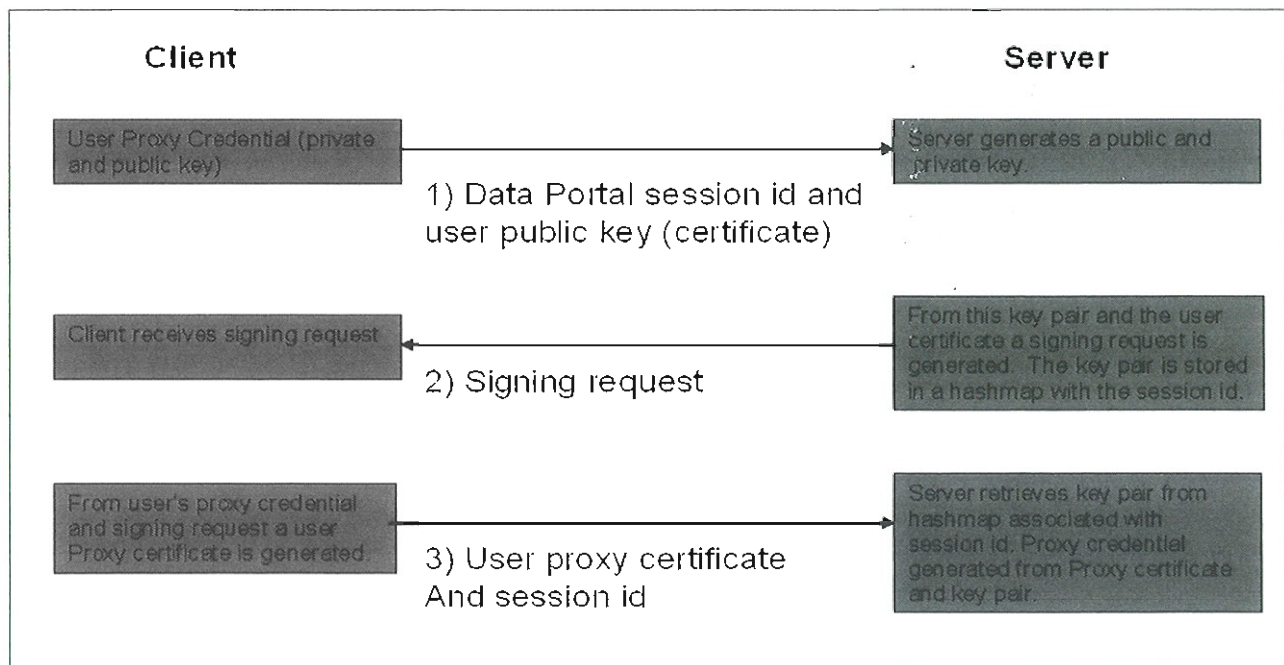 Client
Server
User Proxy Credential (private
and public key)
Server generates a public and
private key.
1) Data Portal session id and
user public key (certificate)
Client receives signing request
From this key pair and the user
certificate a signing request is
generated. The key pair is stored
in a hashmap with the session id.
2) Signing request
From user's proxy credential
and signing request a user
Proxy certificate is generated.
Server retrieves key pair from
hashmap associated with
session id. Proxy credential
generated from Proxy certificate
and key pair.
3) User proxy certificate
And session id